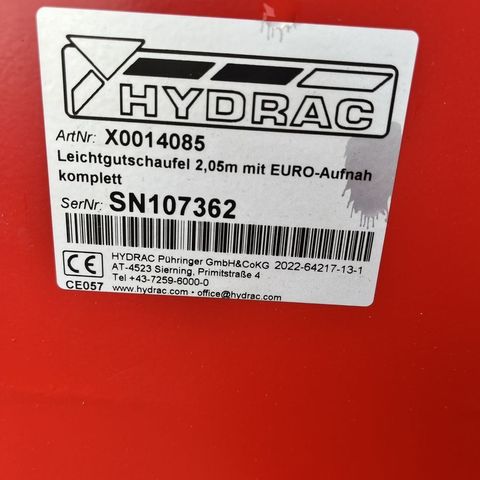 HYDRAC
ArtNr: X0014085
Leichtgutschaufel 2,05m mit EURO-Aufnah
komplett
SerNr: SN107362
CE HYDRAC Pühringer GmbH&CoKG 2022-64217-13-1
AT-4523 Sierning, Primitstraße 4
Tel +43-7259-6000-0
CE057 www.hydrac.com • office@hydrac.com